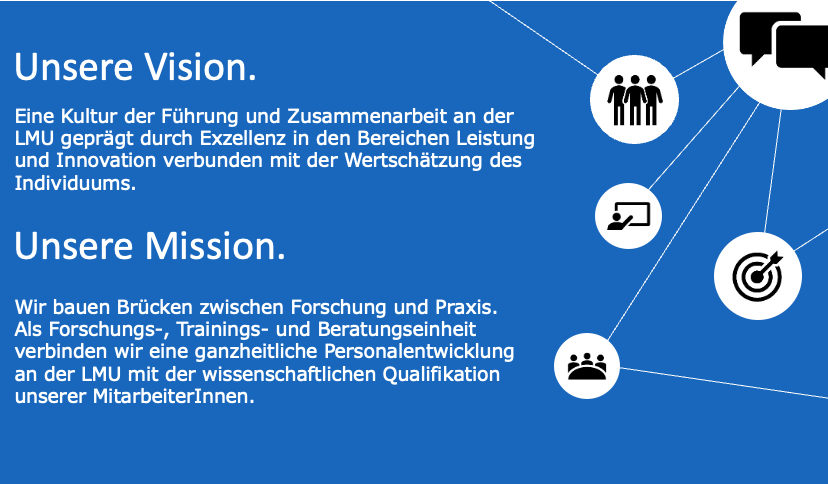 Unsere Vision.
Eine Kultur der Führung und Zusammenarbeit an der
LMU geprägt durch Exzellenz in den Bereichen Leistung
und Innovation verbunden mit der Wertschätzung des
Individuums.
Unsere Mission.
Wir bauen Brücken zwischen Forschung und Praxis.
Als Forschungs-, Trainings- und Beratungseinheit
verbinden wir eine ganzheitliche Personalentwicklung
an der LMU mit der wissenschaftlichen Qualifikation
unserer MitarbeiterInnen.